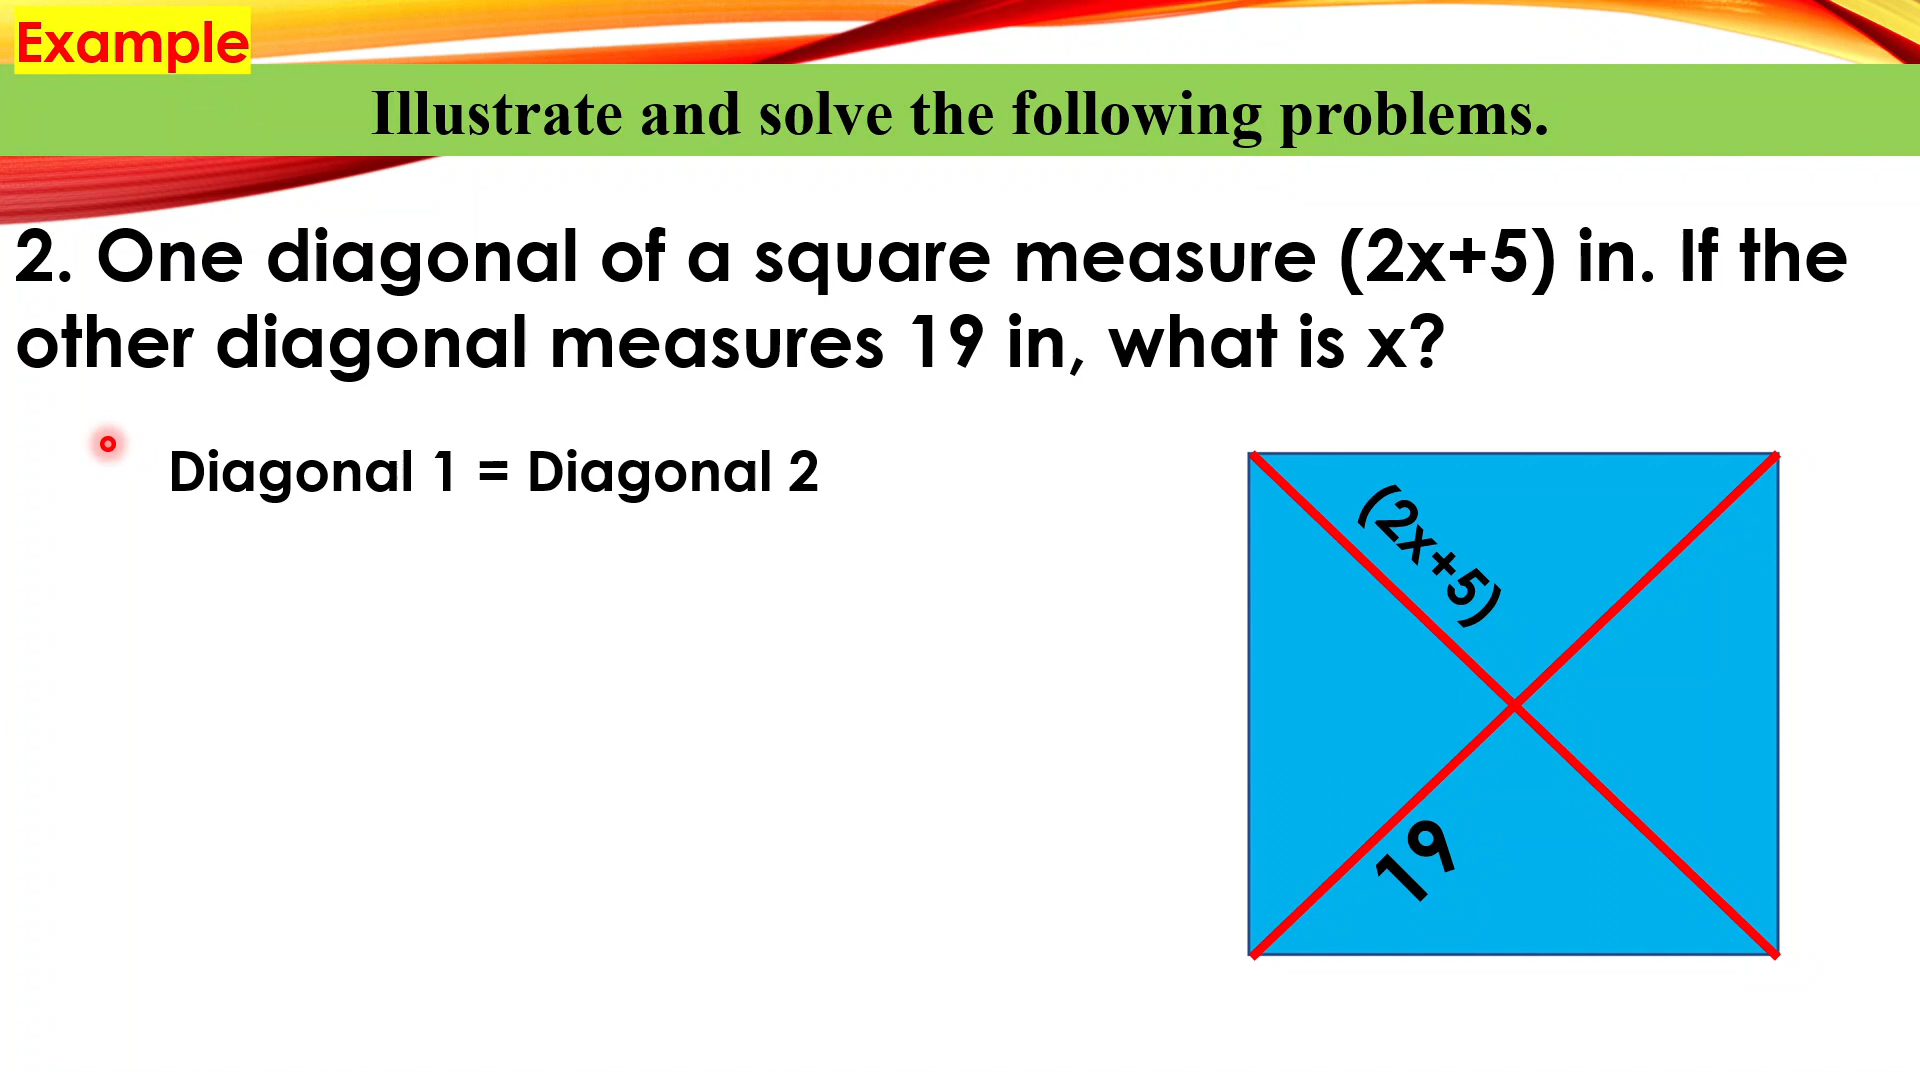 Example
Illustrate and solve the following problems.
2. One diagonal of a square measure (2x+5) in. If the
other diagonal measures 19 in, what is x?
Diagonal 1 = Diagonal 2
(2x+5)
19